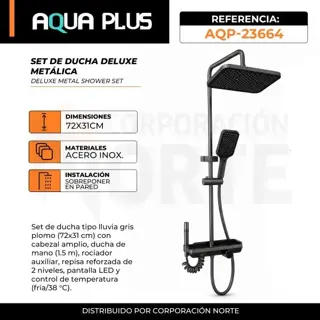 AQUA PLUS
REFERENCIA:
AQP-23664
SET DE DUCHA DELUXE
METÁLICA
DELUXE METAL SHOWER SET
DIMENSIONES
72X31CM
MATERIALES
ACERO INOX.
INSTALACIÓN
SOBREPONER
EN PARED
CORPORACIÓN
NORTE
Set de ducha tipo lluvia gris
plomo (72x31 cm) con
cabezal amplio, ducha de
mano (1.5 m), rociador
auxiliar, repisa reforzada de
2 niveles, pantalla LED y
control de temperatura
(fría/38 °C).
DISTRIBUIDO POR CORPORACIÓN NORTE